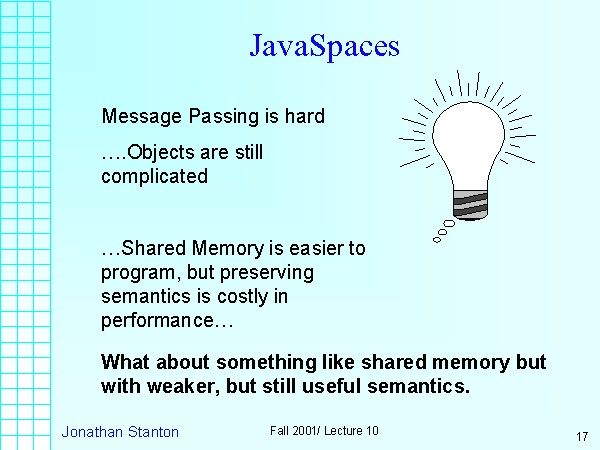 Java.Spaces
Message Passing is hard
….Objects are still
complicated
…Shared Memory is easier to
program, but preserving
semantics is costly in
performance…
What about something like shared memory but
with weaker, but still useful semantics.
Jonathan Stanton
Fall 2001/ Lecture 10
17